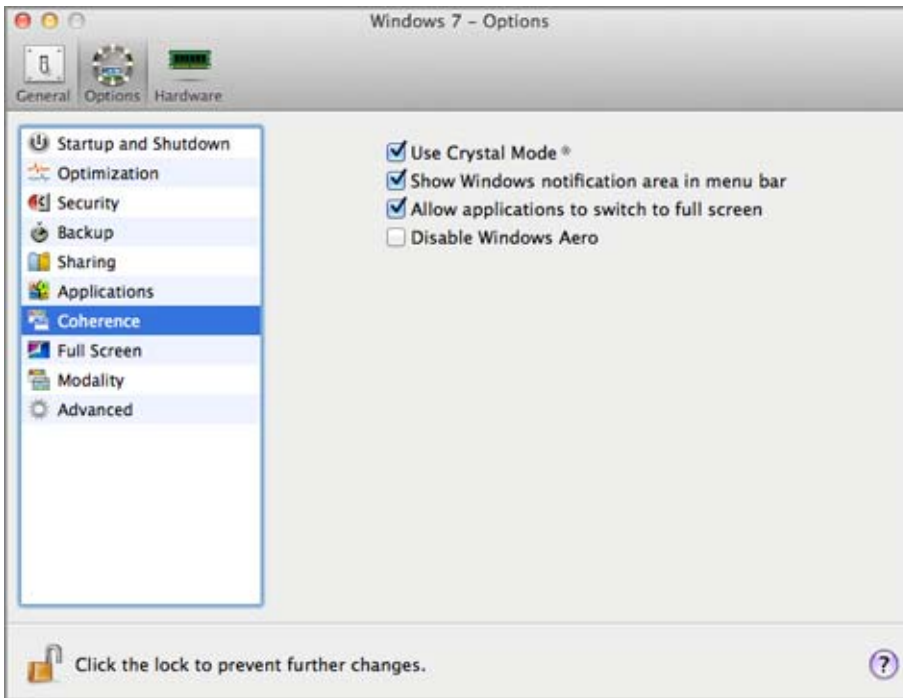 Windows 7 – Options
General Options Hardware
Startup and Shutdown
Optimization
Security
Backup
Sharing
Applications
Coherence
Full Screen
Modality
Advanced
Use Crystal Mode ®
Show Windows notification area in menu bar
Allow applications to switch to full screen
Disable Windows Aero
Click the lock to prevent further changes.
?